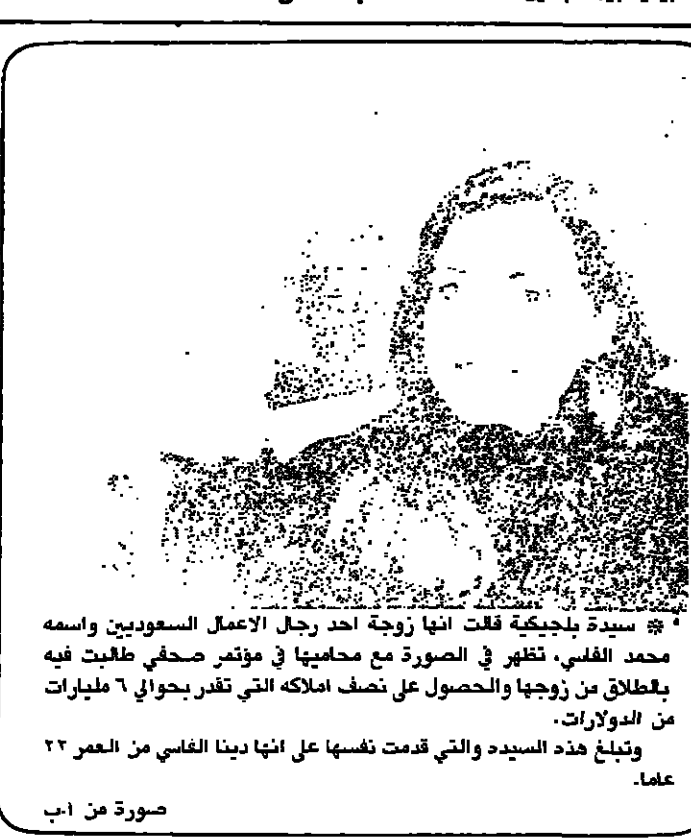 * سيدة بلجيكية قالت انها زوجة احد رجال الاعمال السعوديين واسمه
محمد الفاسي، تظهر في الصورة مع محاميها في مؤتمر صحفي طالبت فيه
بالطلاق من زوجها والحصول على نصف املاكه التي تقدر بحوالي ٦ مليارات
من الدولارات.
وتبلغ هذه السيده والتي قدمت نفسها على انها دينا الفاسي من العمر ٢٣
عاما.
صورة من أ.ب